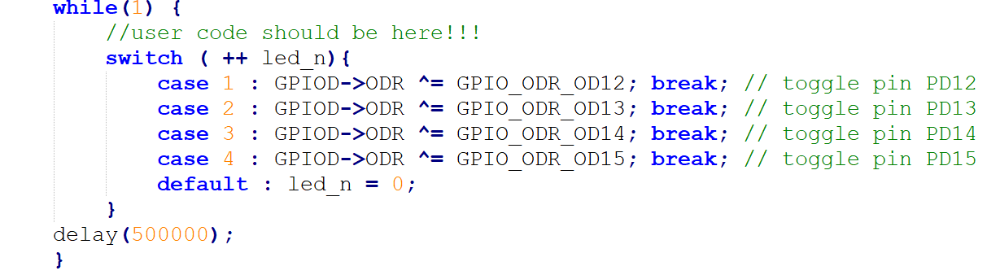 while(1) {
//user code should be here!!!
switch ( ++ led_n){
case 1 : GPIOD->ODR ^= GPIO_ODR_OD12; break; // toggle pin PD12
case 2 : GPIOD->ODR ^= GPIO_ODR_OD13; break; // toggle pin PD13
case 3 : GPIOD->ODR ^= GPIO_ODR_OD14; break; // toggle pin PD14
case 4 : GPIOD->ODR ^= GPIO_ODR_OD15; break; // toggle pin PD15
default : led_n = 0;
}
delay(500000);
}